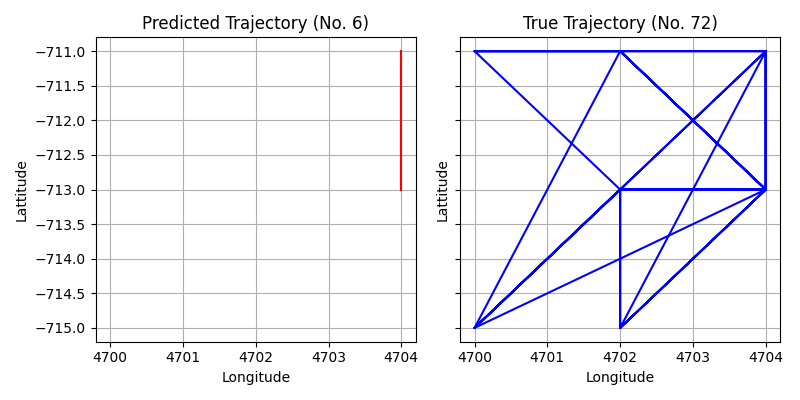 Predicted Trajectory (No. 6)
True Trajectory (No. 72)
Lattitude
−711.0
−711.5
−712.0
−712.5
−713.0
−713.5
−714.0
−714.5
−715.0
4700 4701 4702 4703 4704
Longitude
Lattitude
4700 4701 4702 4703 4704
Longitude